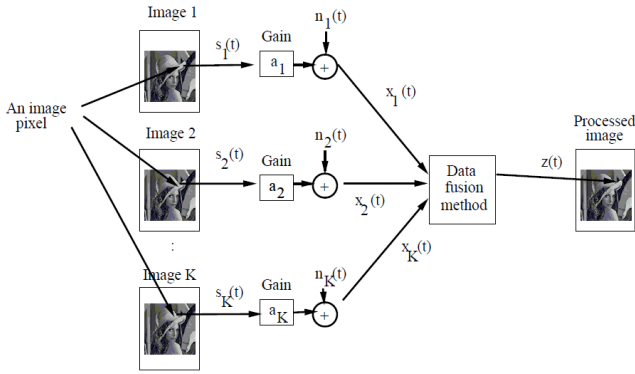 Image 1
n1(t)
s1(t)
Gain
a1
+
x1(t)
An image
pixel
Image 2
n2(t)
s2(t)
Gain
a2
+
x2(t)
Data
fusion
method
z(t)
Processed
image
:
Image K
nK(t)
sK(t)
Gain
aK
+
xK(t)